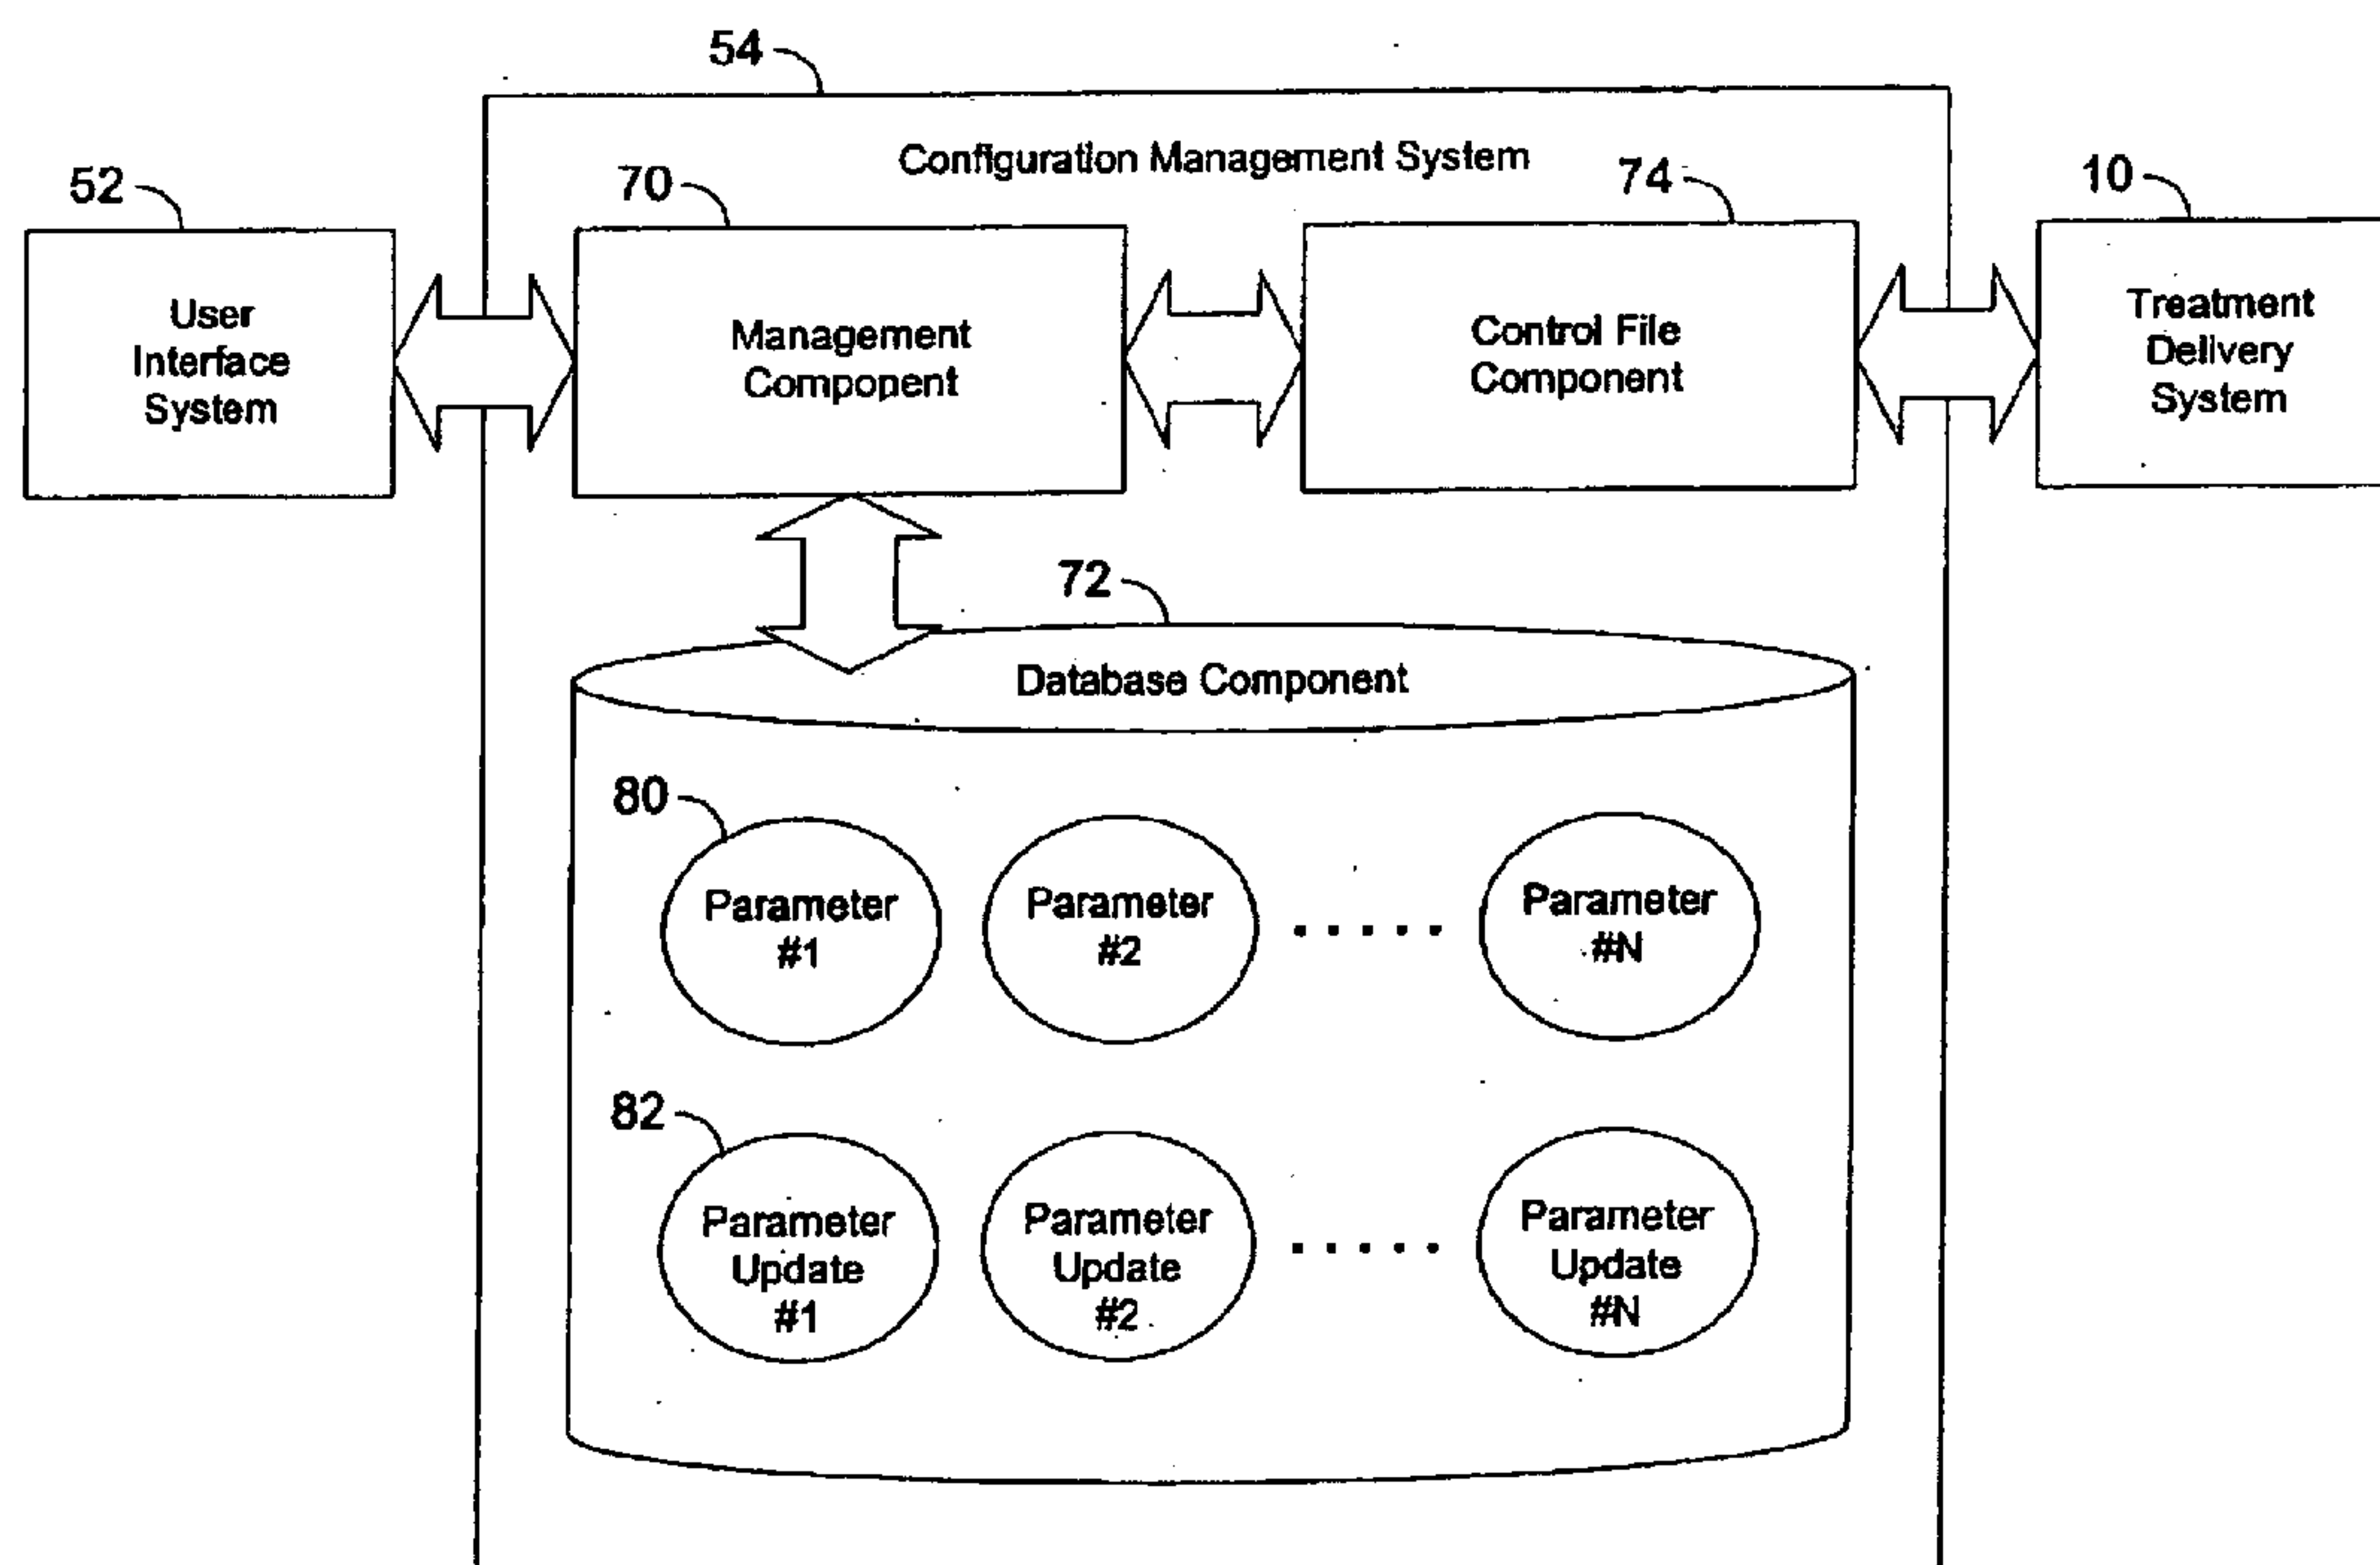 54
Configuration Management System
52
70
74
10
User
Interface
System
Management
Compopent
Control File
Component
Treatment
Delivery
System
72
Database Component
80
Parameter
#1
Parameter
#2
Parameter
#N
82
Parameter
Update
#1
Parameter
Update
#2
Parameter
Update
#N